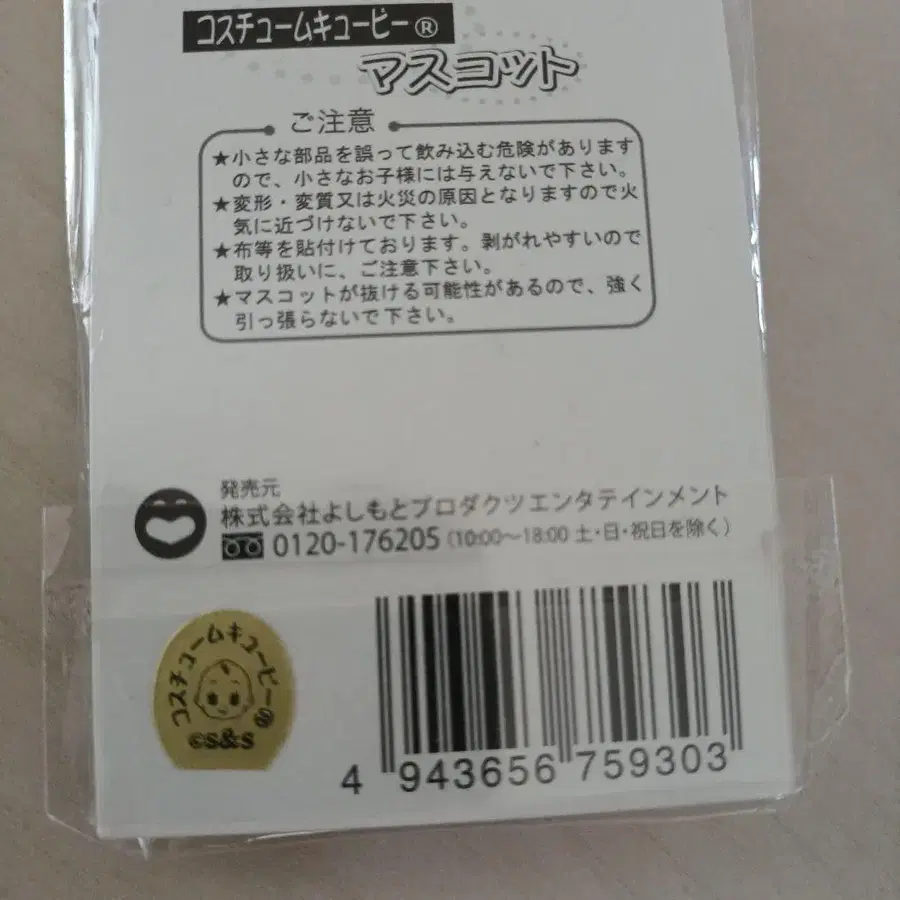 コスチュームキューピー®
マスコット
ご注意
★小さな部品を誤って飲み込む危険があります
ので、小さなお子様には与えないで下さい。
★変形・変質又は火災の原因となりますので火
気に近づけないで下さい。
★布等を貼付けております。剥がれやすいので
取り扱いに、ご注意下さい。
★マスコットが抜ける可能性があるので、強く
引っ張らないで下さい。
発売元
株式会社よしもとプロダクツエンタテインメント
0120-176205（10:00～18:00 土・日・祝日を除く）
コスチュームキューピー®
©S&S
4 943656 759303